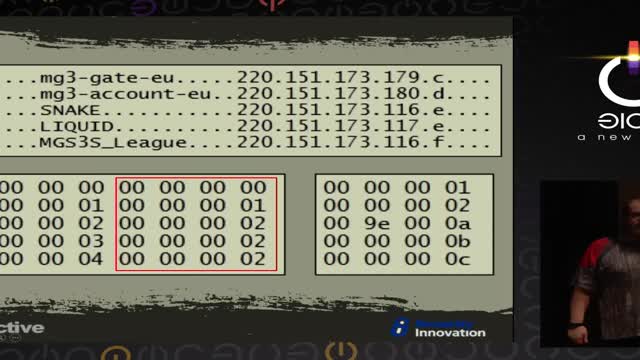 ....mg3-gate-eu.....220.151.173.179.c....
....mg3-account-eu..220.151.173.180.d....
....SNAKE...........220.151.173.116.e....
....LIQUID..........220.151.173.117.e....
....MGS3S_League....220.151.173.116.f....
00 00 00 00 00 00 00
00 00 01 00 00 00 01
00 00 02 00 00 00 02
00 00 03 00 00 00 02
00 00 04 00 00 00 02
00 00 00 01
00 00 00 02
00 9e 00 0a
00 00 00 0b
00 00 00 0c
ctive
Innovation
a new